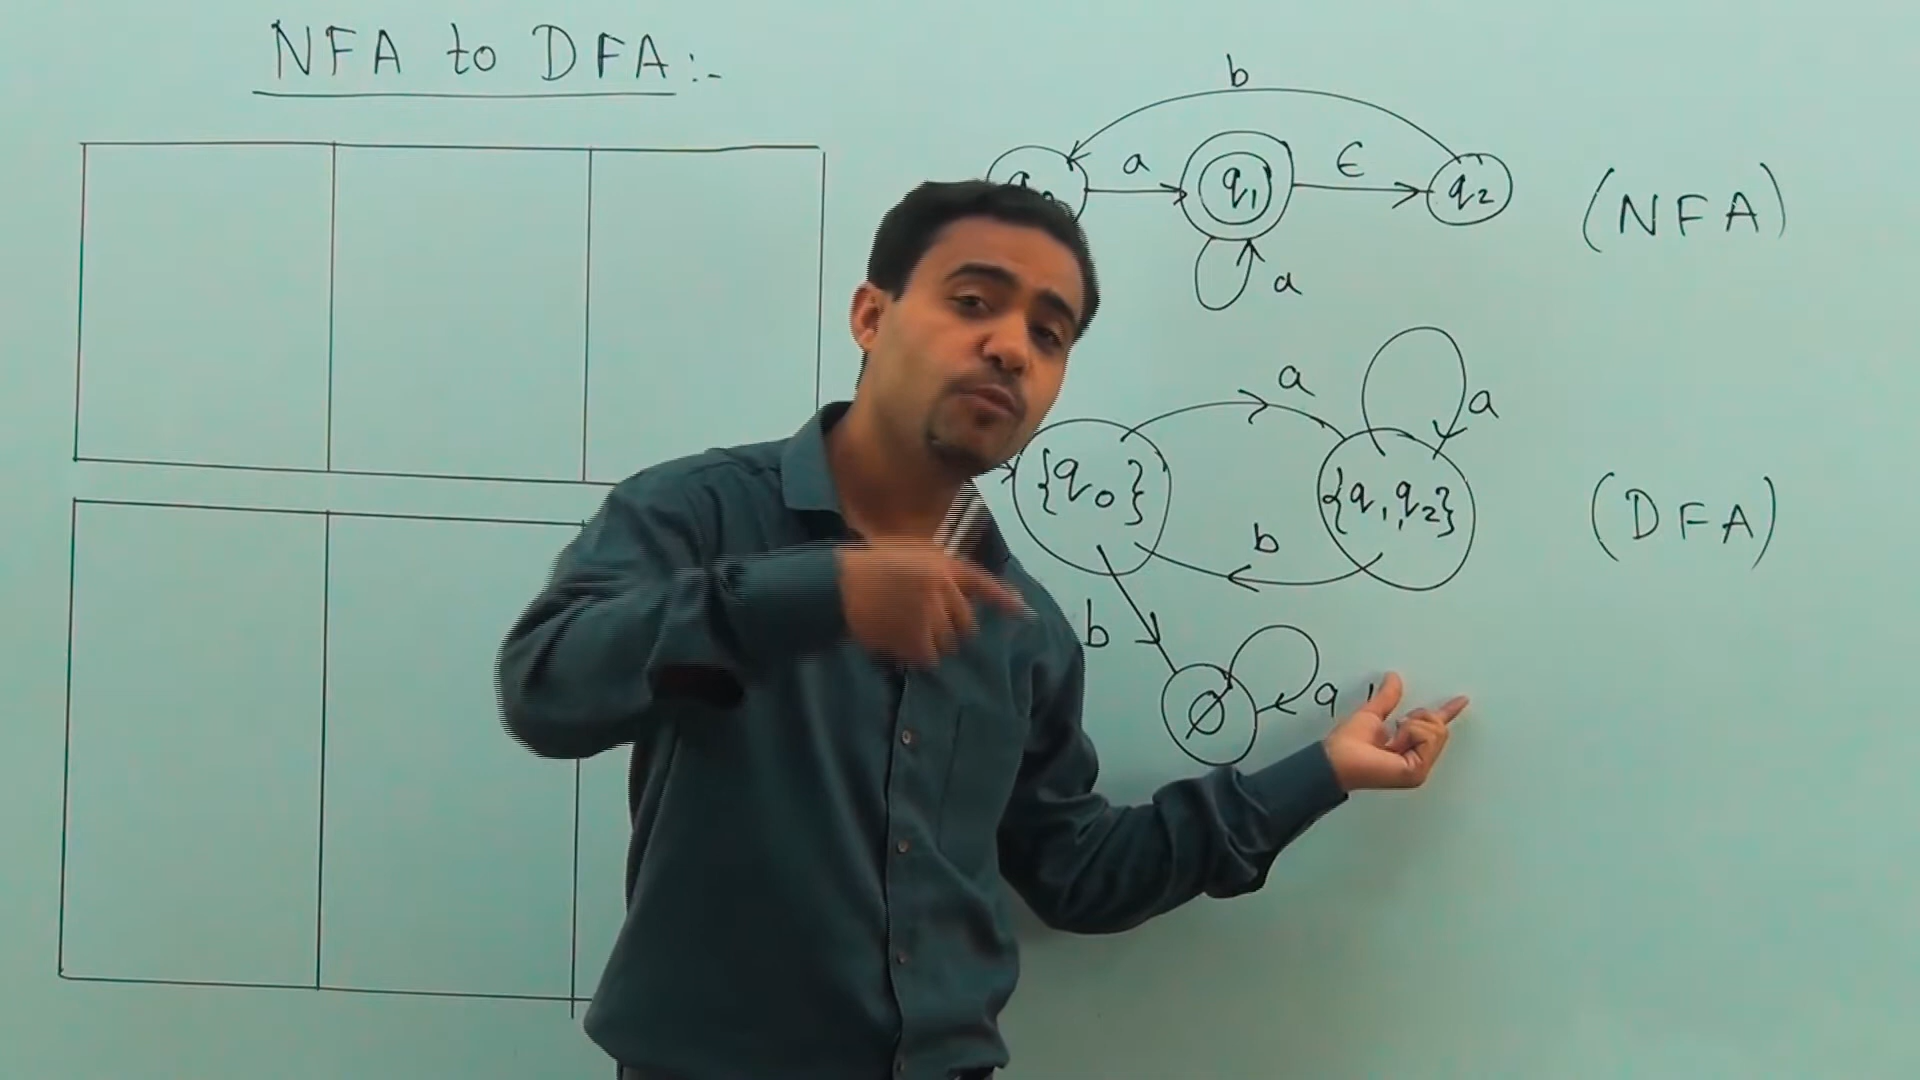 NFA to DFA:-
b
a
q1
ϵ
q2
(NFA)
a
a
a
{q0}
{q1,q2}
(DFA)
b
b
∅
a